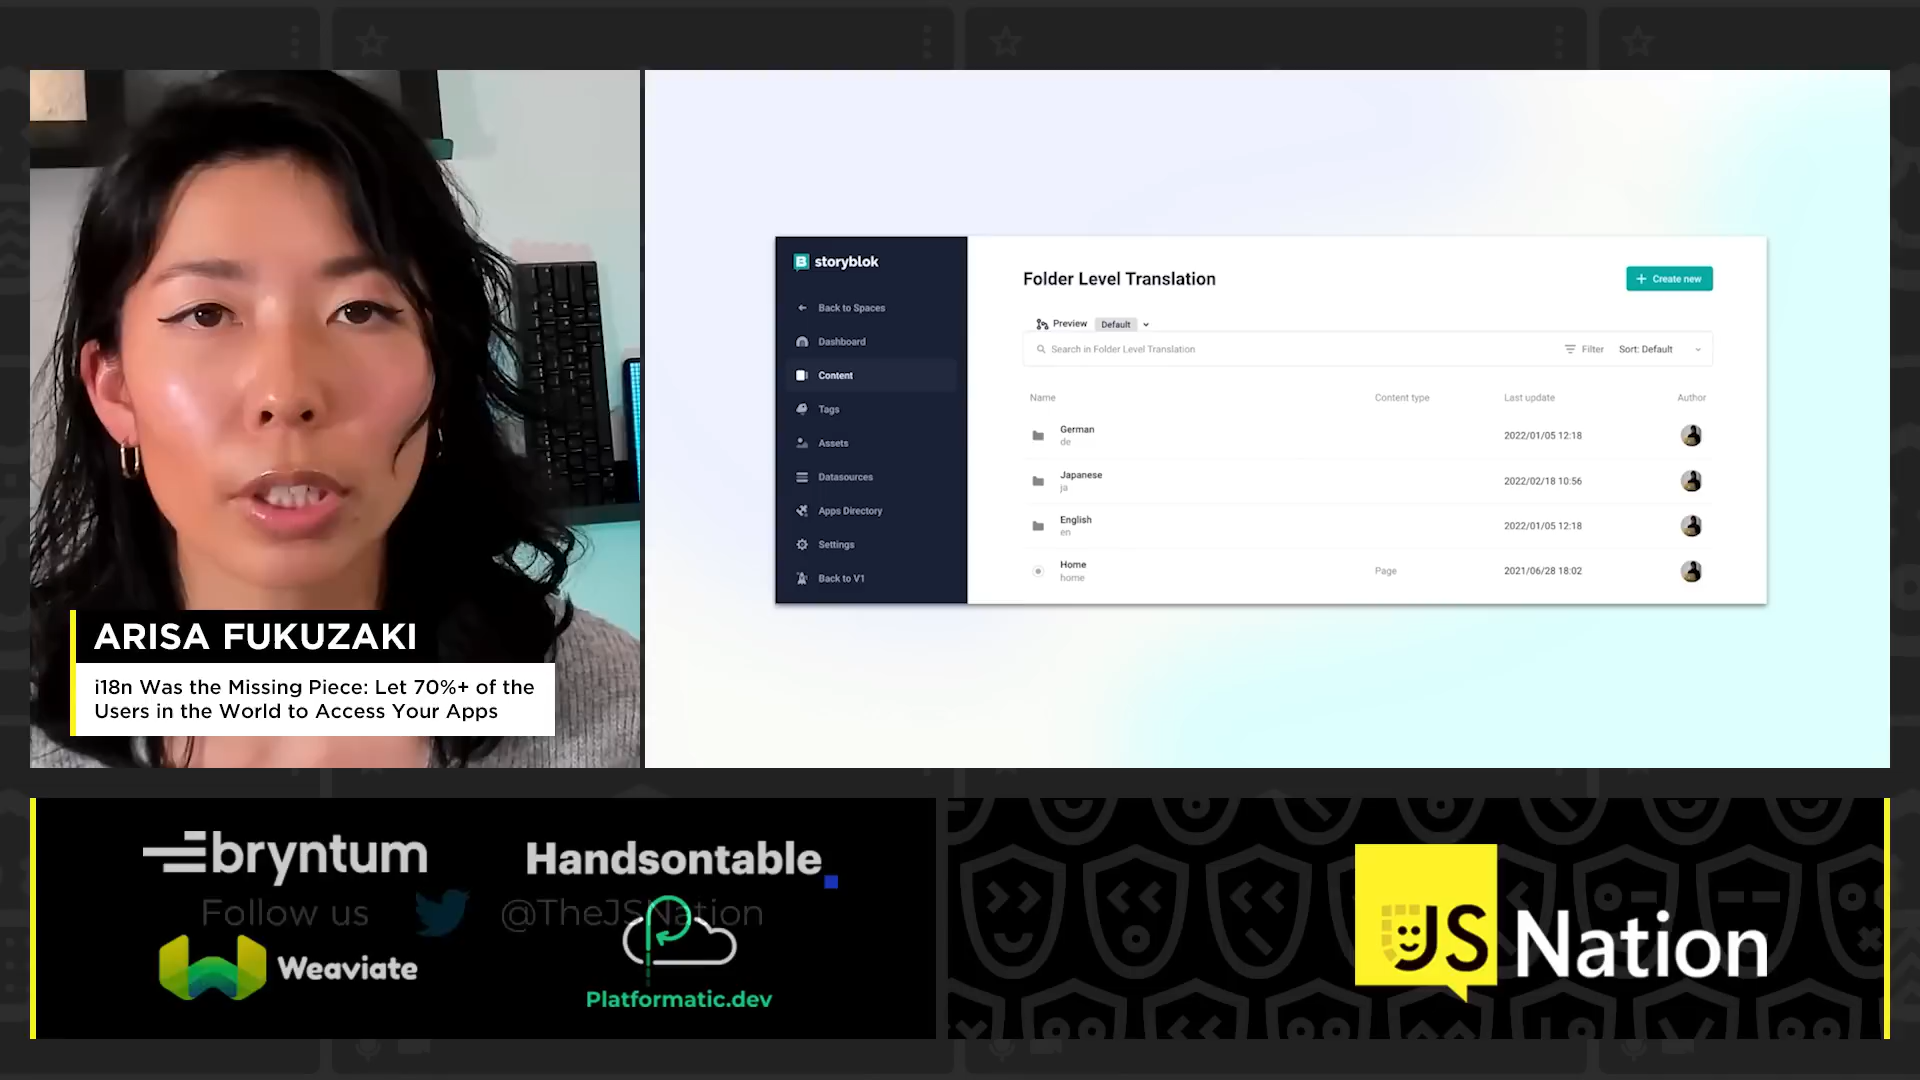 ARISA FUKUZAKI
i18n Was the Missing Piece: Let 70%+ of the
Users in the World to Access Your Apps
storyblok
Back to Spaces
Dashboard
Content
Tags
Assets
Datasources
Apps Directory
Settings
Back to V1
Folder Level Translation
+ Create new
Preview Default
Search in Folder Level Translation Filter Sort: Default
Name Content type Last update Author
German 2022/01/05 12:18
de
Japanese 2022/02/18 10:56
ja
English 2022/01/05 12:18
en
Home Page 2021/06/28 18:02
home
bryntum Handsontable
Follow us @TheJSNation
Weaviate
Platformatic.dev
JS Nation